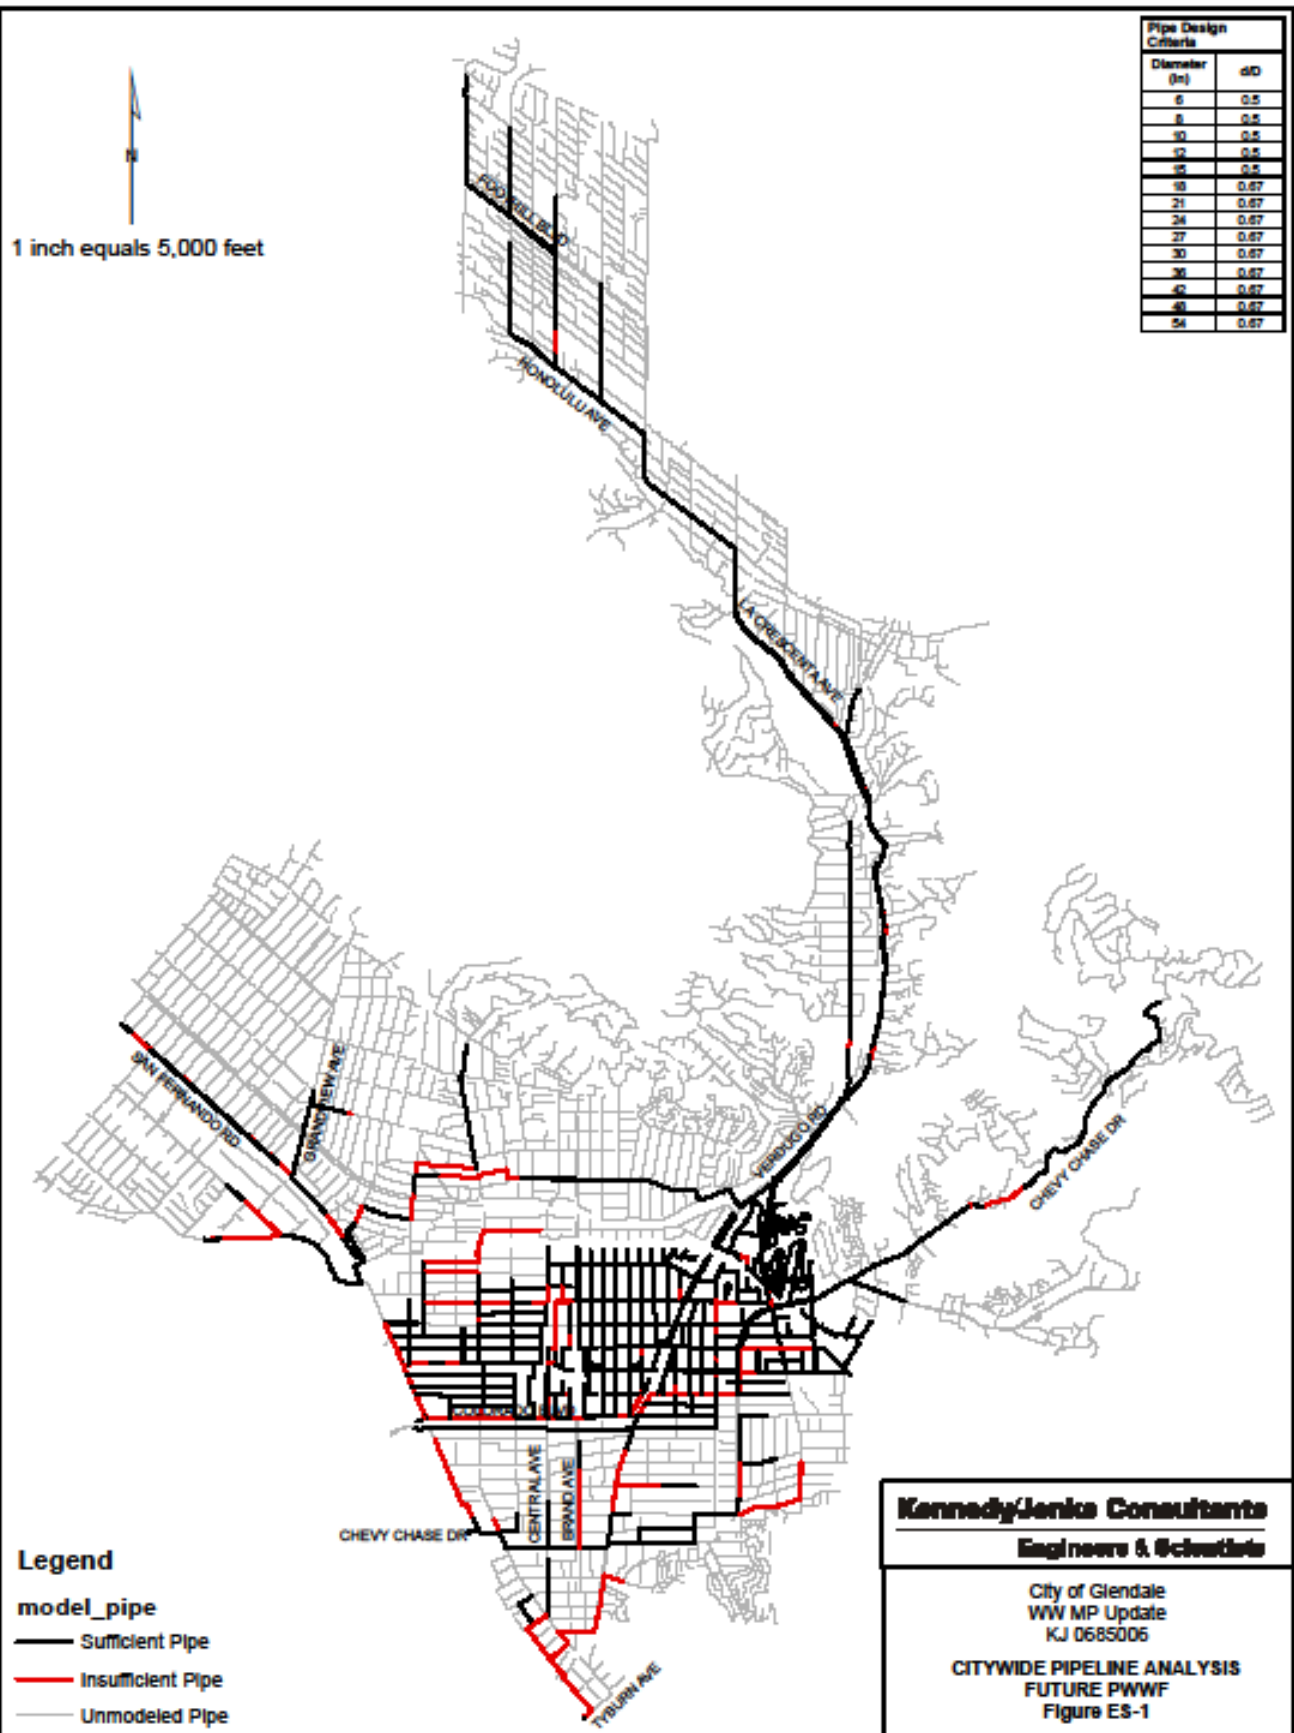 Pipe Design
Criteria
Diameter
(in)
d/D
6 0.5
8 0.5
10 0.5
12 0.5
15 0.5
18 0.67
21 0.67
24 0.67
27 0.67
30 0.67
36 0.67
42 0.67
48 0.67
54 0.67
N
1 inch equals 5,000 feet
FOOTHILL BLVD
HONOLULU AVE
LA CRESCENTA AVE
SAN FERNANDO RD
GRANDVIEW AVE
VERDUGO RD
CHEVY CHASE DR
COLORADO BLVD
CENTRAL AVE
BRAND AVE
CHEVY CHASE DR
TYBURN AVE
Legend
model_pipe
Sufficient Pipe
Insufficient Pipe
Unmodeled Pipe
Kennedy/Jenks Consultants
Engineers & Scientists
City of Glendale
WW MP Update
KJ 0685006
CITYWIDE PIPELINE ANALYSIS
FUTURE PWWF
Figure ES-1